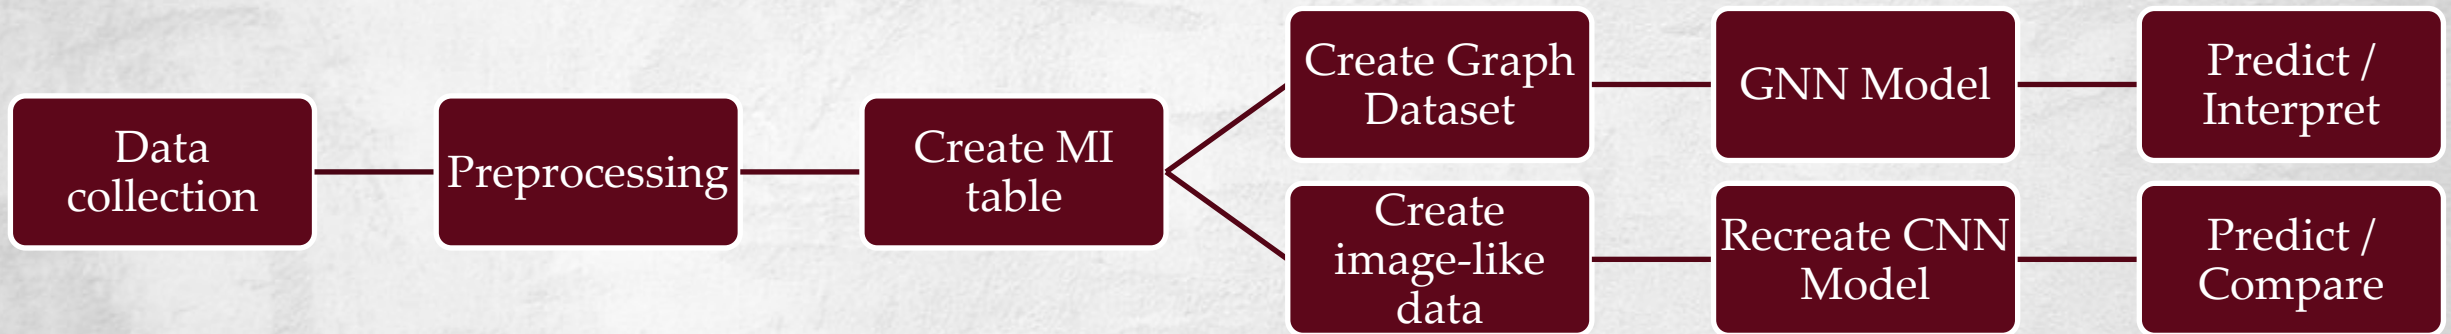 Data
collection
Preprocessing
Create MI
table
Create Graph
Dataset
GNN Model
Predict /
Interpret
Create
image-like
data
Recreate CNN
Model
Predict /
Compare